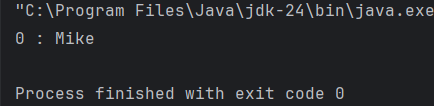 "C:\Program Files\Java\jdk-24\bin\java.exe
0 : Mike
Process finished with exit code 0